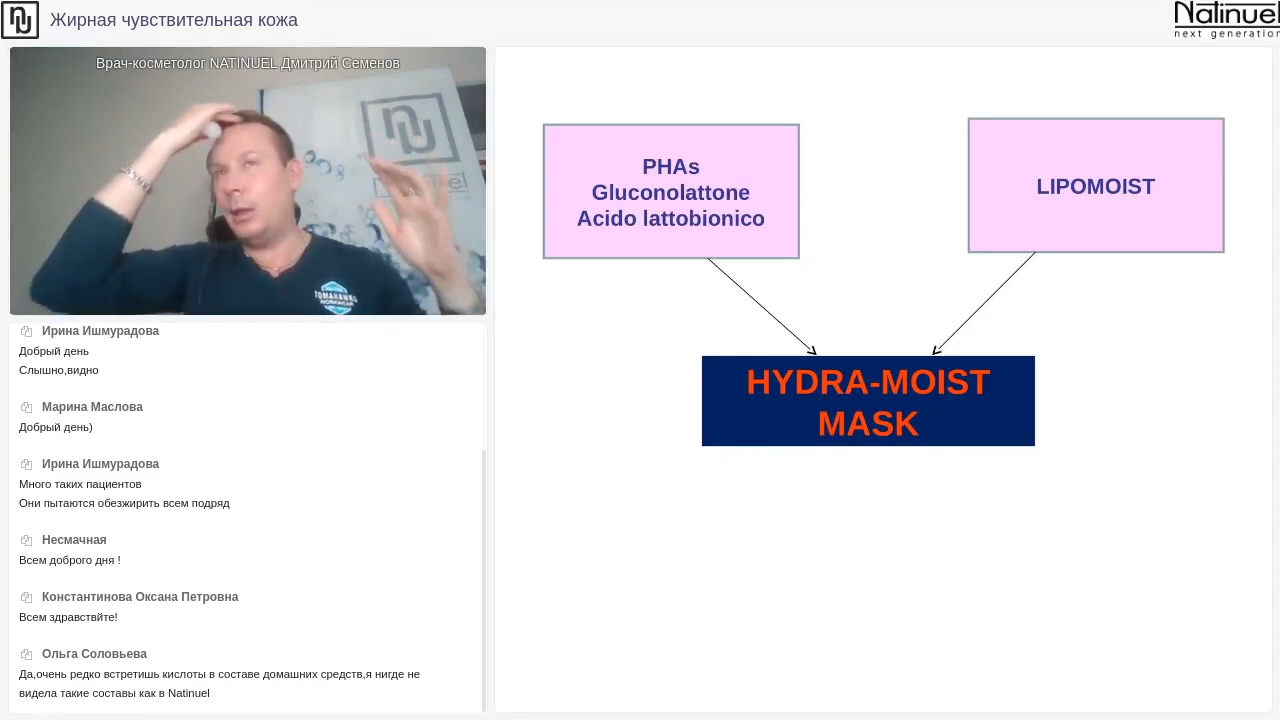 Жирная чувствительная кожа
Natinuel
next generation
Врач-косметолог NATINUEL Дмитрий Семенов
TOMAHAWKS
WORKWEAR
Ирина Ишмурадова
Добрый день
Слышно,видно
Марина Маслова
Добрый день)
Ирина Ишмурадова
Много таких пациентов
Они пытаются обезжирить всем подряд
Несмачная
Всем доброго дня !
Константинова Оксана Петровна
Всем здравствйте!
Ольга Соловьева
Да,очень редко встретишь кислоты в составе домашних средств,я нигде не
видела такие составы как в Natinuel
PHAs
Gluconolattone
Acido lattobionico
LIPOMOIST
HYDRA-MOIST
MASK